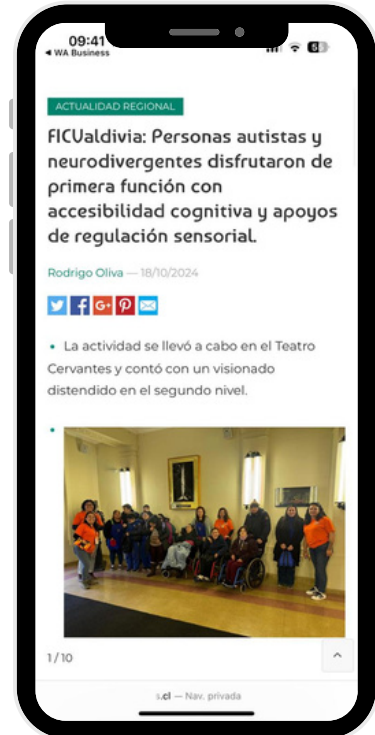 09:41
◄ WA Business
5
ACTUALIDAD REGIONAL
FICValdivia: Personas autistas y
neurodivergentes disfrutaron de
primera función con
accesibilidad cognitiva y apoyos
de regulación sensorial.
Rodrigo Oliva — 18/10/2024
• La actividad se llevó a cabo en el Teatro
Cervantes y contó con un visionado
distendido en el segundo nivel.
1 / 10
s.cl — Nav. privada